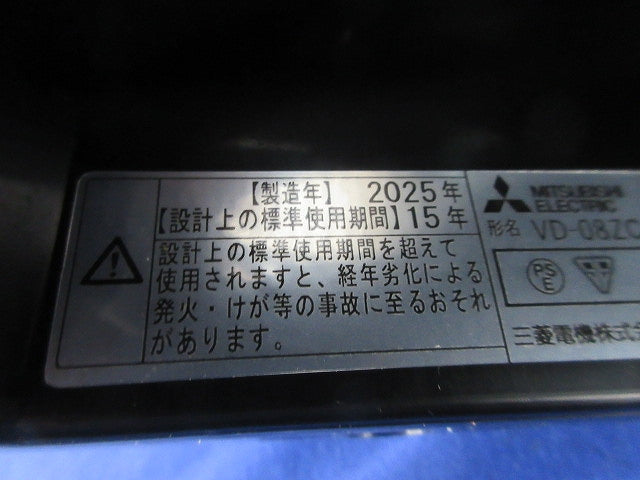 【製造年】 2025年
【設計上の標準使用期間】15年
設計上の標準使用期間を超えて
使用されますと、経年劣化による
発火・けが等の事故に至るおそれ
があります。
MITSUBISHI
ELECTRIC
形名 VD-08ZC
PS
E
三菱電機株式